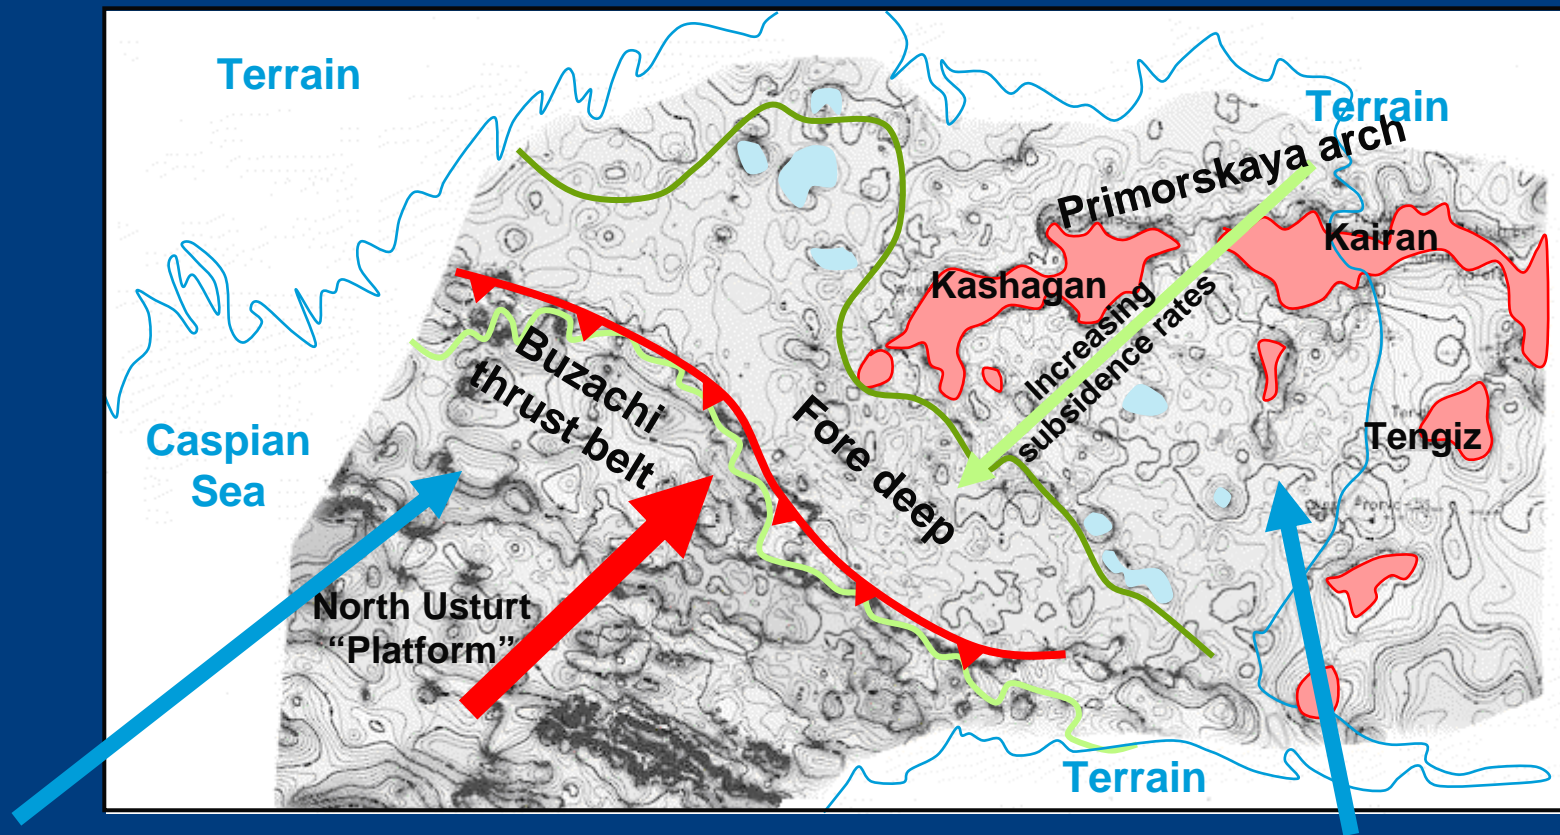 Terrain
Terrain
Primorskaya arch
Kairan
Kashagan
Increasing
subsidence rates
Buzachi
thrust belt
Fore deep
Caspian
Sea
Tengiz
North Usturt
“Platform”
Terrain